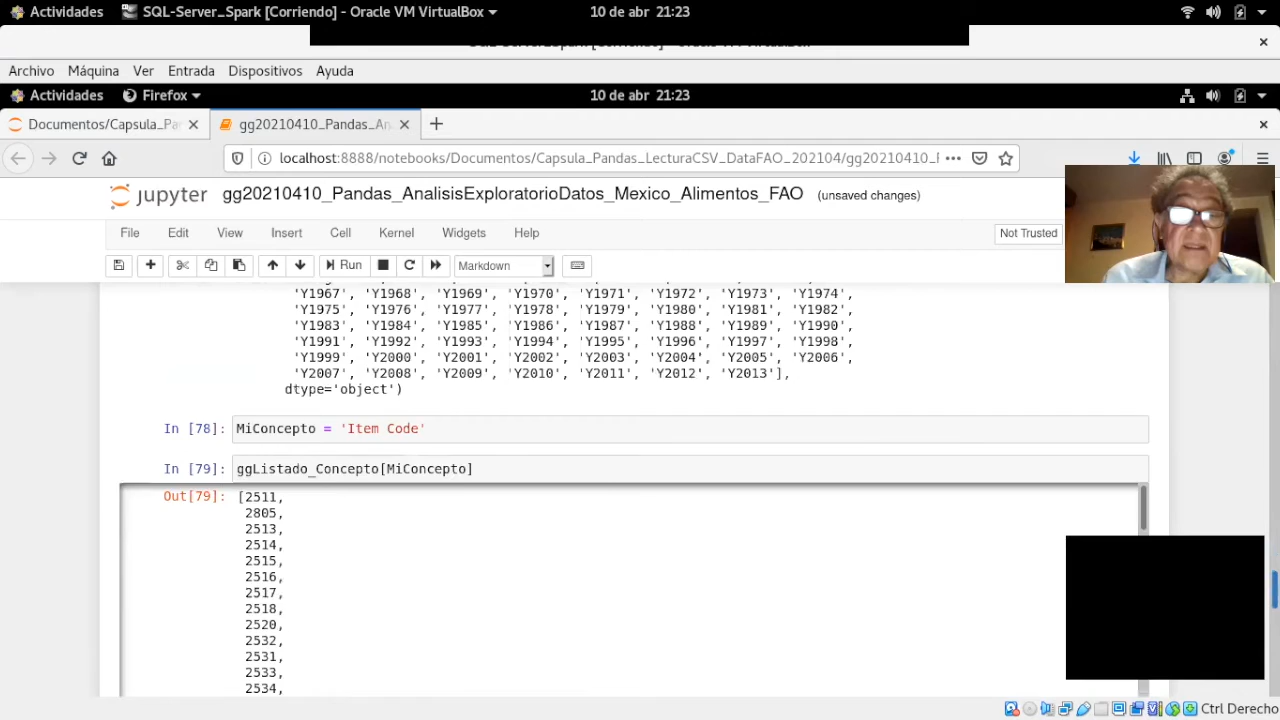 Actividades SQL-Server_Spark [Corriendo] - Oracle VM VirtualBox 10 de abr 21:23
Archivo Máquina Ver Entrada Dispositivos Ayuda
Actividades Firefox 10 de abr 21:23
Documentos/Capsula_Pa gg20210410_Pandas_An
localhost:8888/notebooks/Documentos/Capsula_Pandas_LecturaCSV_DataFAO_202104/gg20210410_
jupyter gg20210410_Pandas_AnalisisExploratorioDatos_Mexico_Alimentos_FAO (unsaved changes)
File Edit View Insert Cell Kernel Widgets Help Not Trusted
Run Markdown
'Y1967', 'Y1968', 'Y1969', 'Y1970', 'Y1971', 'Y1972', 'Y1973', 'Y1974',
'Y1975', 'Y1976', 'Y1977', 'Y1978', 'Y1979', 'Y1980', 'Y1981', 'Y1982',
'Y1983', 'Y1984', 'Y1985', 'Y1986', 'Y1987', 'Y1988', 'Y1989', 'Y1990',
'Y1991', 'Y1992', 'Y1993', 'Y1994', 'Y1995', 'Y1996', 'Y1997', 'Y1998',
'Y1999', 'Y2000', 'Y2001', 'Y2002', 'Y2003', 'Y2004', 'Y2005', 'Y2006',
'Y2007', 'Y2008', 'Y2009', 'Y2010', 'Y2011', 'Y2012', 'Y2013'],
dtype='object')
In [78]: MiConcepto = 'Item Code'
In [79]: ggListado_Concepto[MiConcepto]
Out[79]: [2511,
2805,
2513,
2514,
2515,
2516,
2517,
2518,
2520,
2532,
2531,
2533,
2534,
Ctrl Derecho